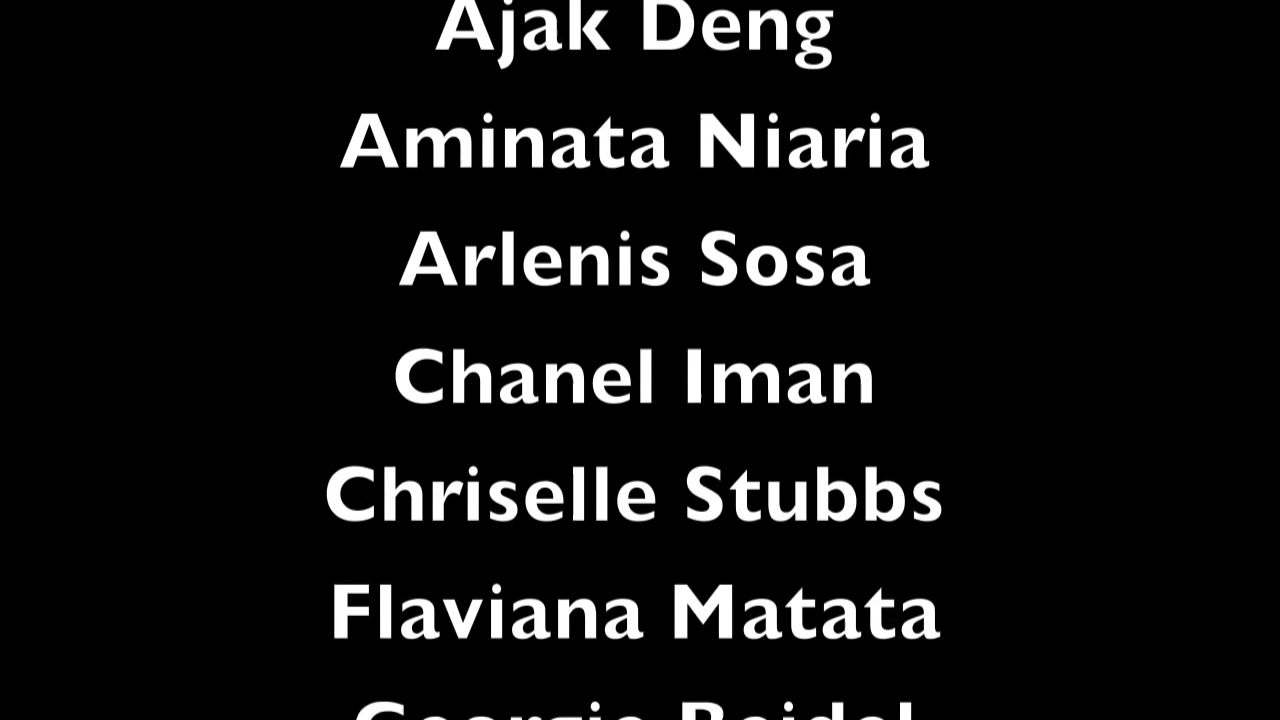 Ajak Deng
Aminata Niaria
Arlenis Sosa
Chanel Iman
Chriselle Stubbs
Flaviana Matata